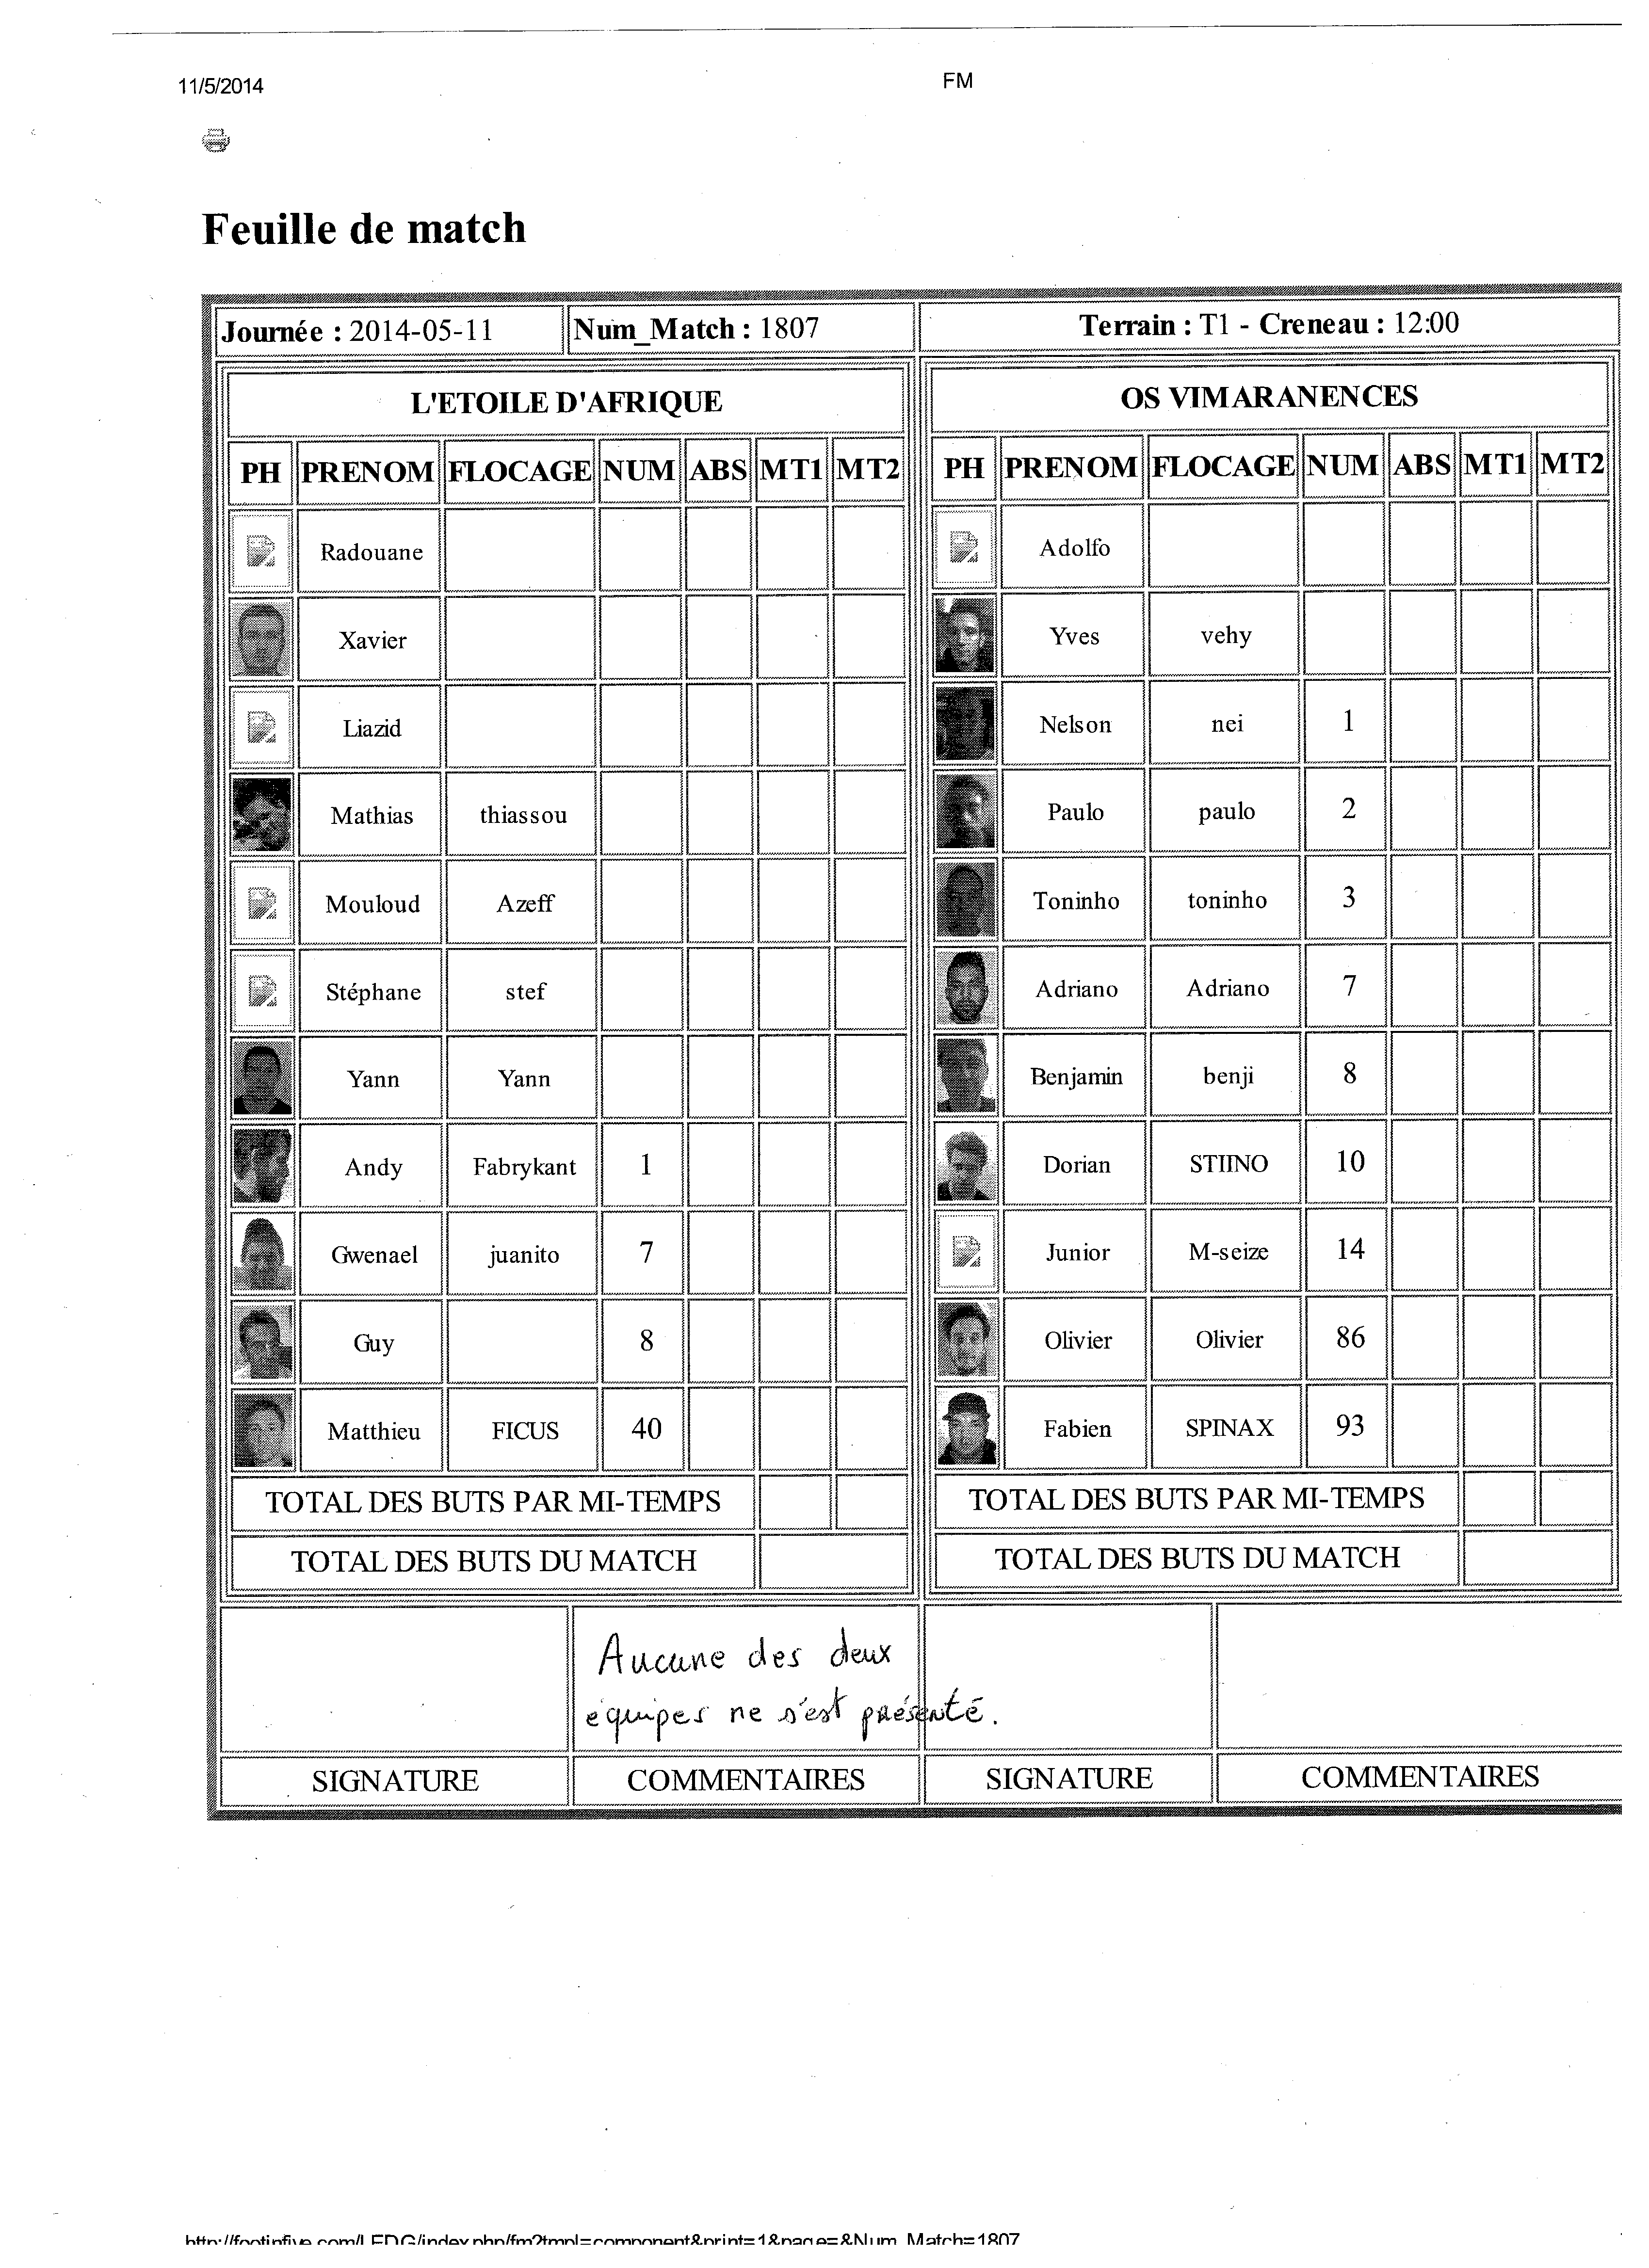 11/5/2014 FM
Feuille de match
Journée : 2014-05-11 Num_Match : 1807 Terrain : T1 - Creneau : 12:00
L'ETOILE D'AFRIQUE OS VIMARANENCES
PH PRENOM FLOCAGE NUM ABS MT1 MT2 PH PRENOM FLOCAGE NUM ABS MT1 MT2
Radouane Adolfo
Xavier Yves vehy
Liazid Nelson nei 1
Mathias thiassou Paulo paulo 2
Mouloud Azeff Toninho toninho 3
Stéphane stef Adriano Adriano 7
Yann Yann Benjamin benji 8
Andy Fabrykant 1 Dorian STIINO 10
Gwenael juanito 7 Junior M-seize 14
Guy 8 Olivier Olivier 86
Matthieu FICUS 40 Fabien SPINAX 93
TOTAL DES BUTS PAR MI-TEMPS TOTAL DES BUTS PAR MI-TEMPS
TOTAL DES BUTS DU MATCH TOTAL DES BUTS DU MATCH
Aucune des deux
equipes ne s'est présenté.
SIGNATURE COMMENTAIRES SIGNATURE COMMENTAIRES
http://footinfive.com/LEDG/index.php/fm?tmpl=component&print=1&page=&Num_Match=1807